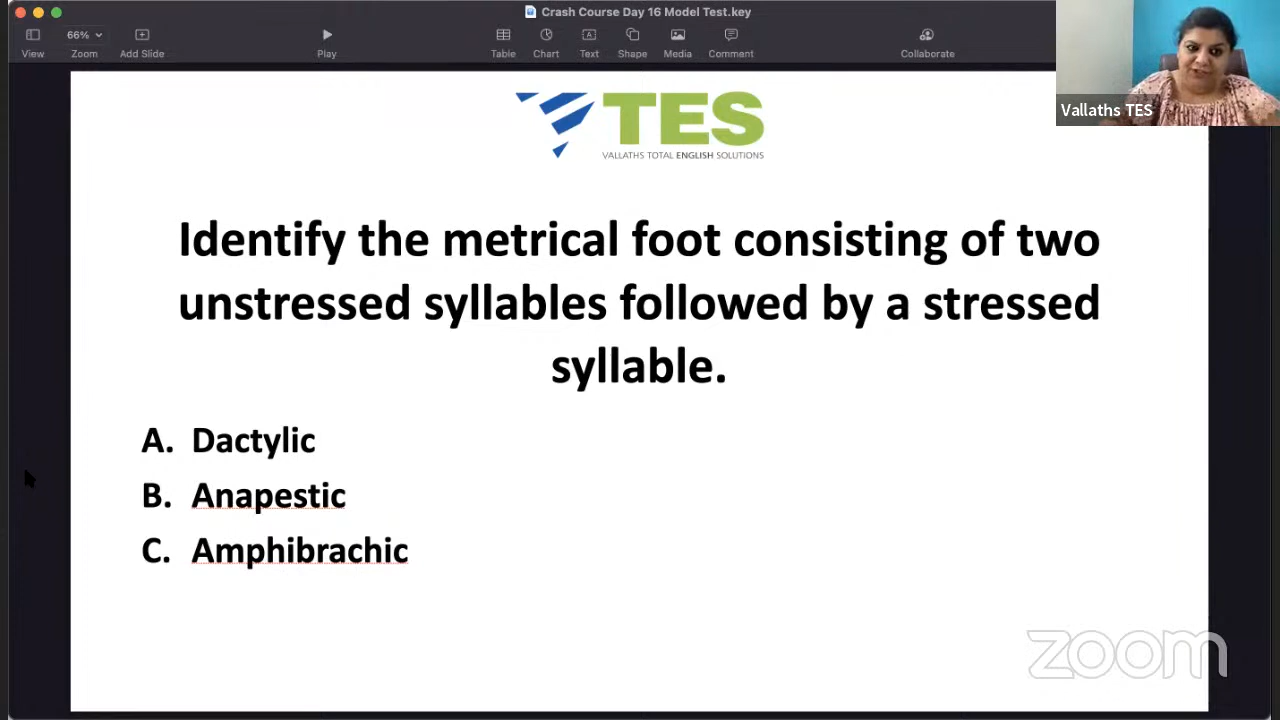 Crash Course Day 16 Model Test.key
66%
View
Zoom
Add Slide
Play
Table
Chart
Text
Shape
Media
Comment
Collaborate
Vallaths TES
TES
VALLATHS TOTAL ENGLISH SOLUTIONS
Identify the metrical foot consisting of two
unstressed syllables followed by a stressed
syllable.
A. Dactylic
B. Anapestic
C. Amphibrachic
zoom